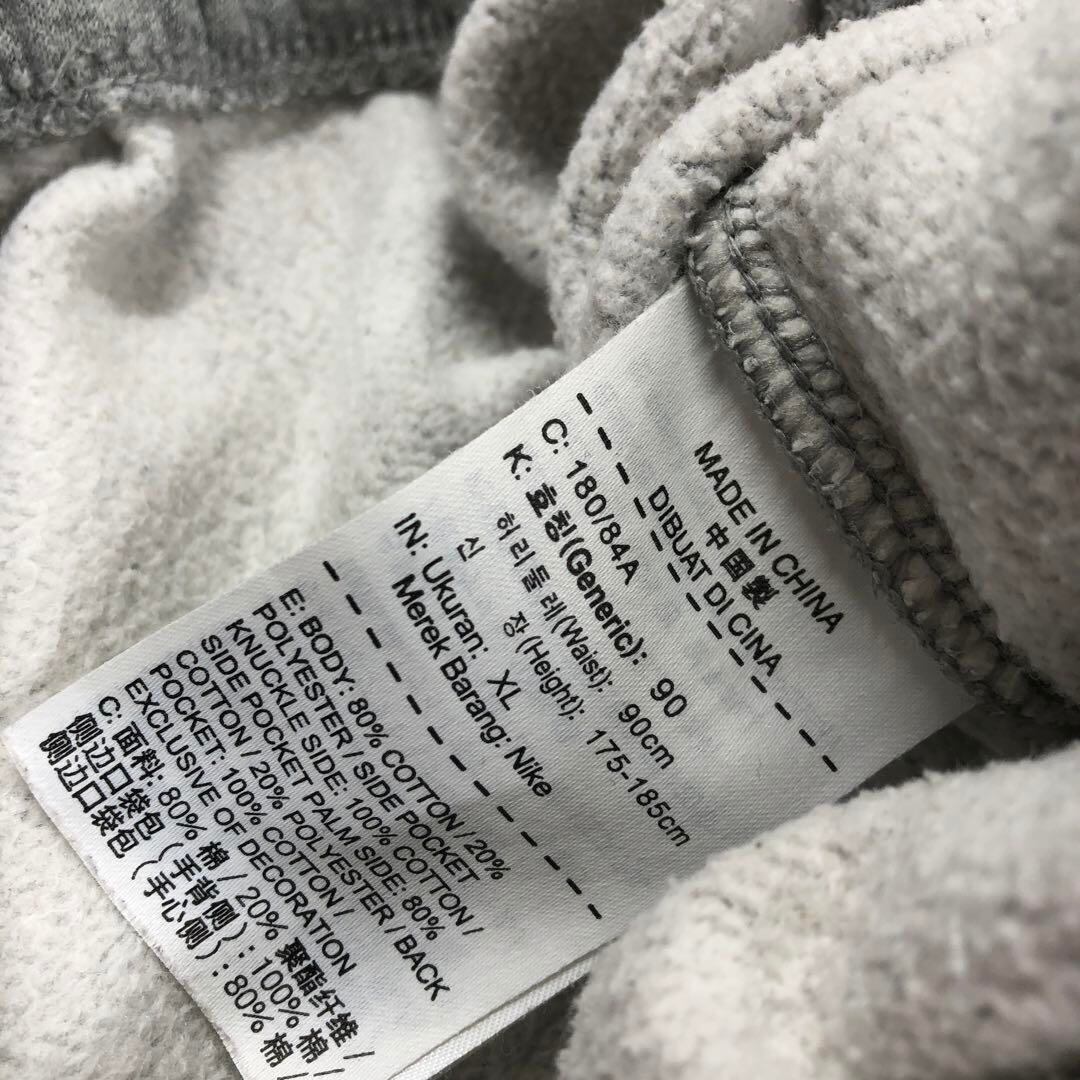 MADE IN CHINA
中国製
DIBUAT DI CINA
C: 180/84A
K: 호칭(Generic): 90
허리둘레(Waist): 90cm
신 장(Height): 175-185cm
IN: Ukuran: XL
Merek Barang: Nike
E: BODY: 80% COTTON / 20%
POLYESTER / SIDE POCKET
KNUCKLE SIDE: 100% COTTON /
SIDE POCKET PALM SIDE: 80%
COTTON / 20% POLYESTER / BACK
POCKET: 100% COTTON /
EXCLUSIVE OF DECORATION
C: 面料: 80% 棉 / 20% 聚酯纤维 /
侧边口袋包 (手背侧) : 100% 棉 /
侧边口袋包 (手心侧) : 80% 棉